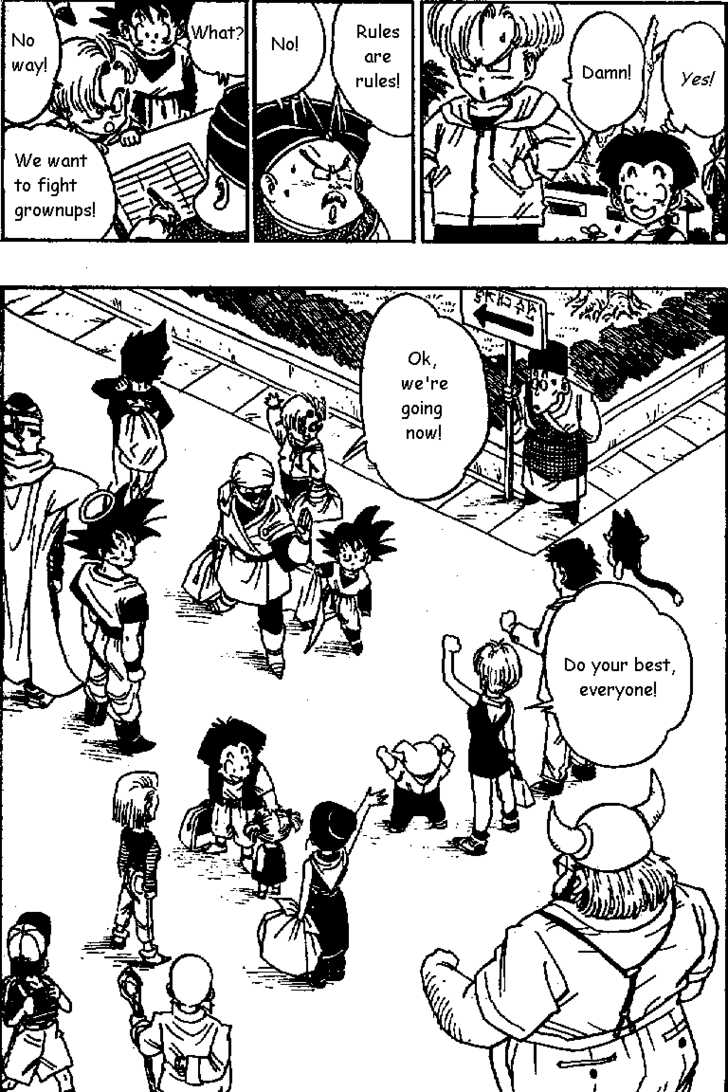 No
way!
What?
We want
to fight
grownups!
No!
Rules
are
rules!
Damn!
Yes!
Ok,
we're
going
now!
Do your best,
everyone!